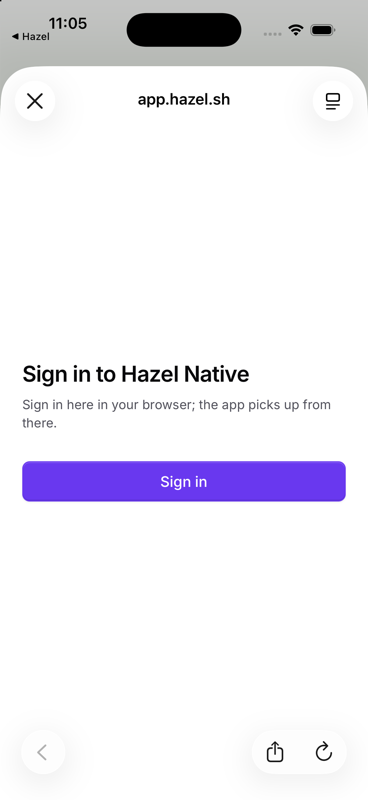 11:05
◀ Hazel
app.hazel.sh
Sign in to Hazel Native
Sign in here in your browser; the app picks up from
there.
Sign in